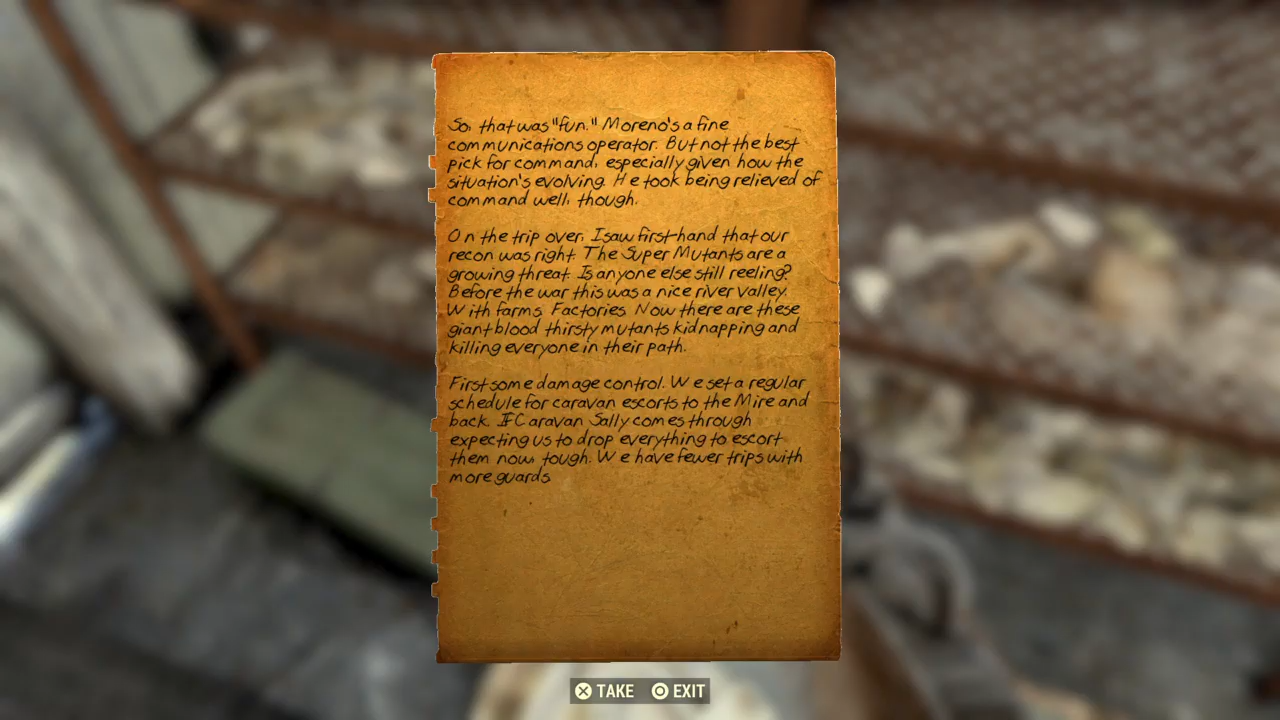 So, that was "fun." Moreno's a fine
communications operator. But not the best
pick for command, especially given how the
situation's evolving. He took being relieved of
command well, though.
On the trip over, I saw first-hand that our
recon was right. The Super Mutants are a
growing threat. Is anyone else still reeling?
Before the war this was a nice river valley.
With farms. Factories. Now there are these
giant blood thirsty mutants kidnapping and
killing everyone in their path.
First some damage control. We set a regular
schedule for caravan escorts to the Mire and
back. If Caravan Sally comes through
expecting us to drop everything to escort
them now, tough. We have fewer trips with
more guards.
TAKE EXIT